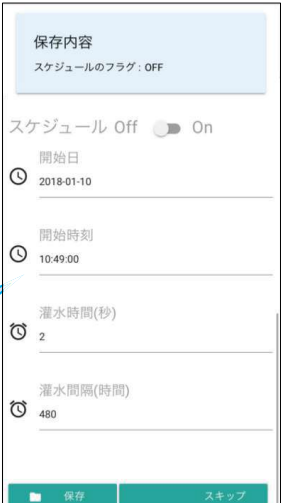 保存内容
スケジュールのフラグ : OFF
スケジュール Off On
開始日
2018-01-10
開始時刻
10:49:00
灌水時間(秒)
2
灌水間隔(時間)
480
保存 スキップ